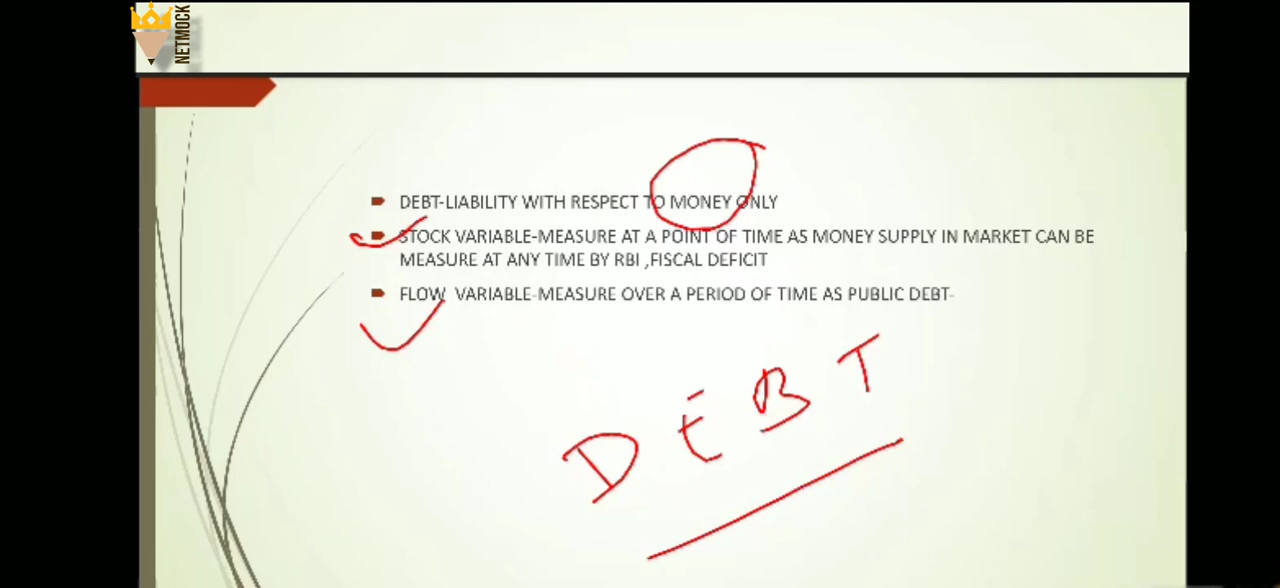 NETMOCK
DEBT-LIABILITY WITH RESPECT TO MONEY ONLY
STOCK VARIABLE-MEASURE AT A POINT OF TIME AS MONEY SUPPLY IN MARKET CAN BE
MEASURE AT ANY TIME BY RBI ,FISCAL DEFICIT
FLOW VARIABLE-MEASURE OVER A PERIOD OF TIME AS PUBLIC DEBT-
DEBT